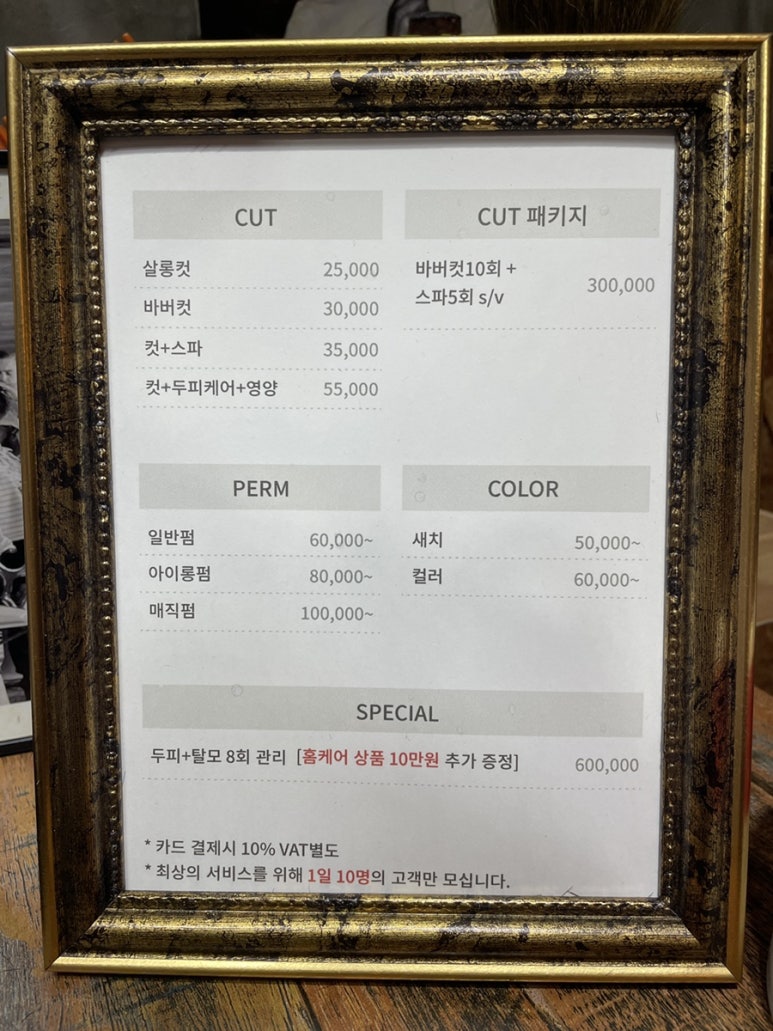 CUT
살롱컷 25,000
바버컷 30,000
컷+스파 35,000
컷+두피케어+영양 55,000
CUT 패키지
바버컷10회 +
스파5회 s/v 300,000
PERM
일반펌 60,000~
아이롱펌 80,000~
매직펌 100,000~
COLOR
새치 50,000~
컬러 60,000~
SPECIAL
두피+탈모 8회 관리 [홈케어 상품 10만원 추가 증정] 600,000
* 카드 결제시 10% VAT별도
* 최상의 서비스를 위해 1일 10명의 고객만 모십니다.